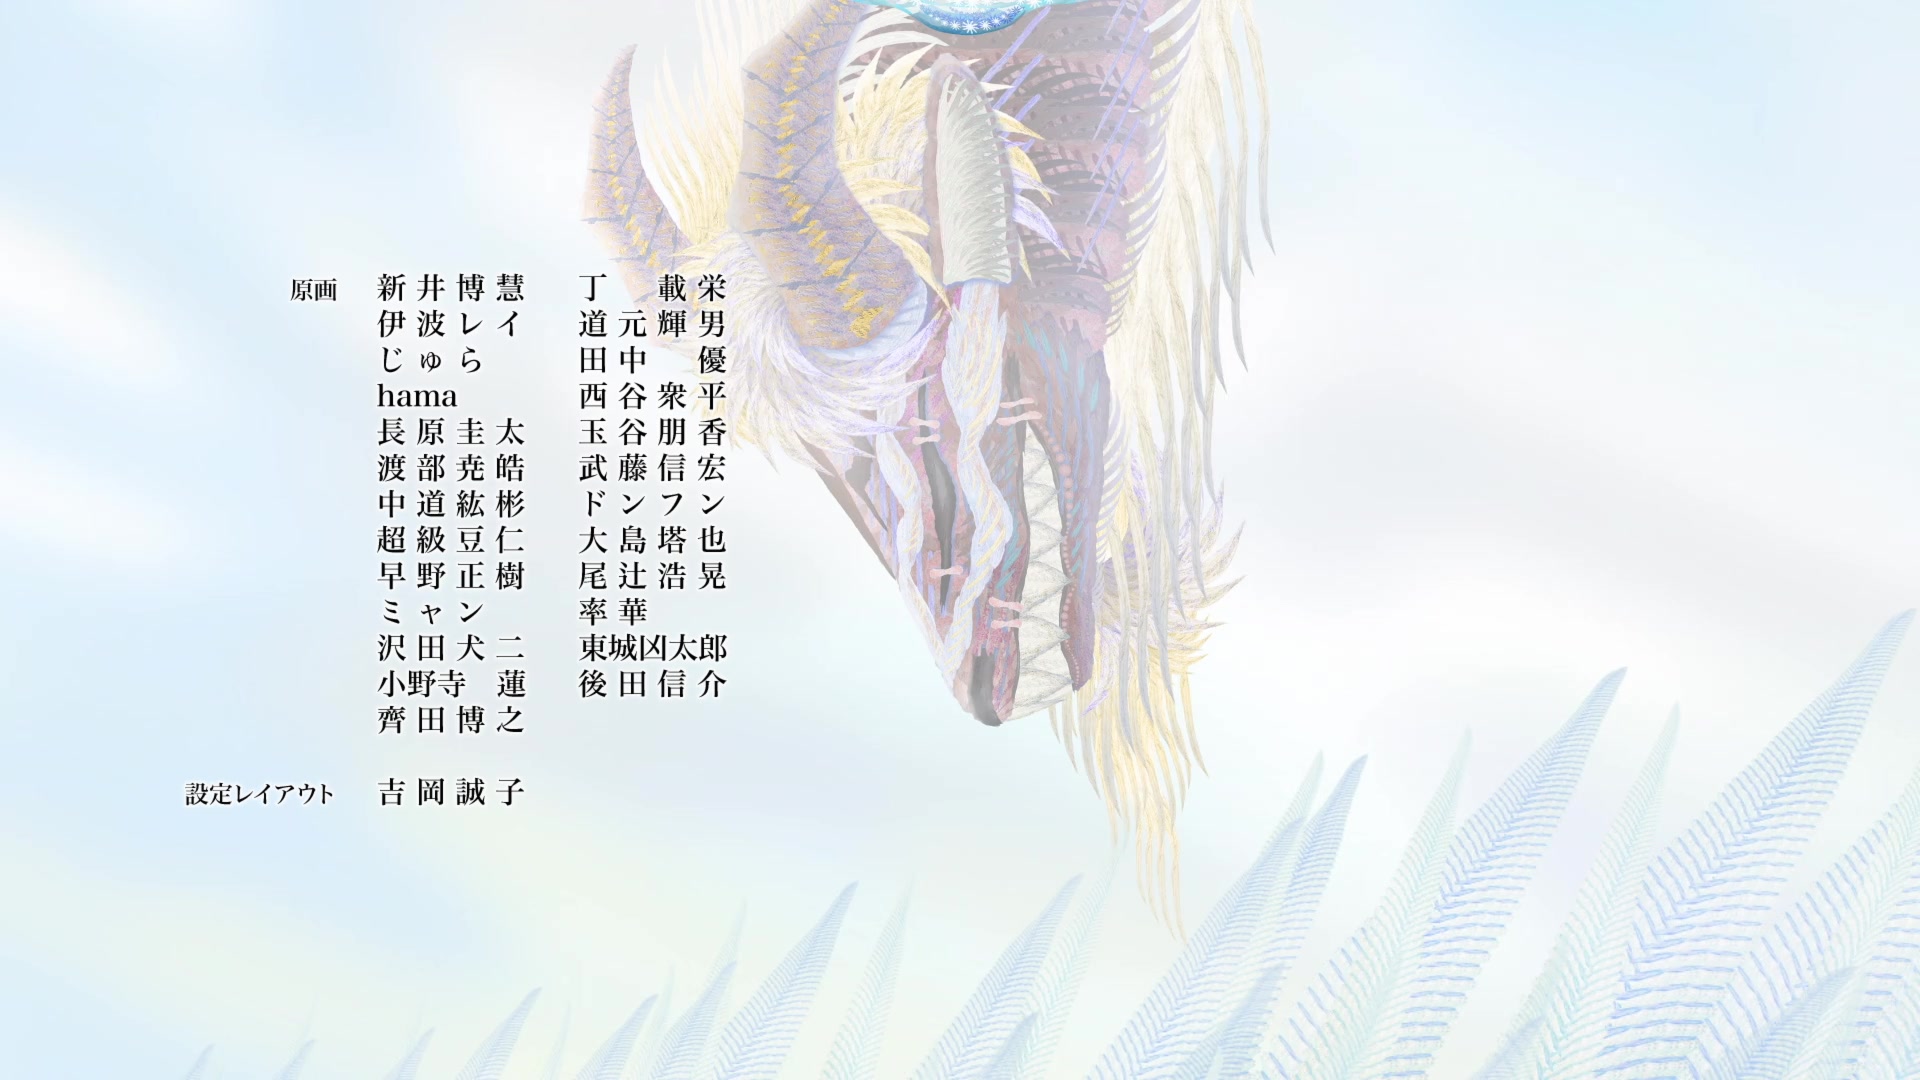 原画 新井博慧 丁載栄
伊波レイ 道元輝男
じゅら 田中優
hama 西谷衆平
長原圭太 玉谷朋香
渡部尭皓 武藤信宏
中道紘彬 ドンフン
超級豆仁 大島塔也
早野正樹 尾辻浩晃
ミャン 率華
沢田犬二 東城凶太郎
小野寺蓮 後田信介
齊田博之
設定レイアウト 吉岡誠子